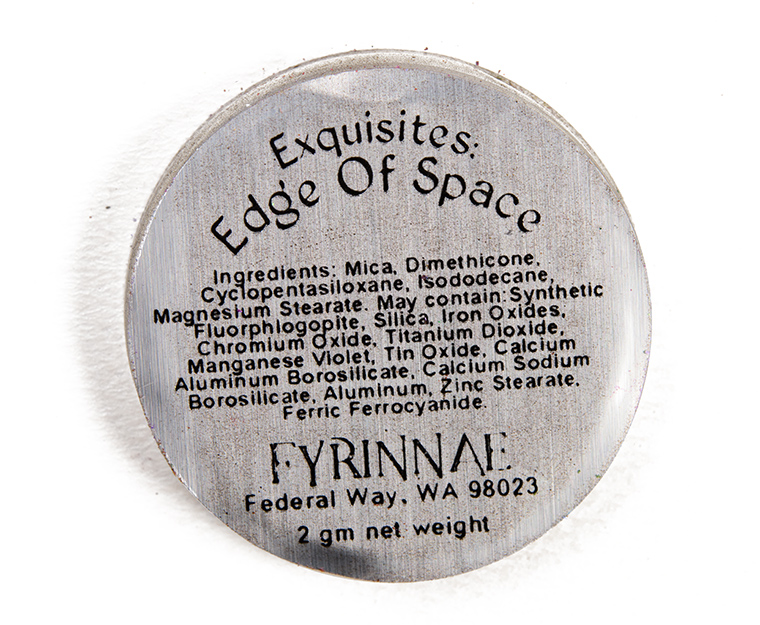 Exquisites:
Edge Of Space
Ingredients: Mica, Dimethicone,
Cyclopentasiloxane, Isododecane,
Magnesium Stearate. May contain: Synthetic
Fluorphlogopite, Silica, Iron Oxides,
Chromium Oxide, Titanium Dioxide,
Manganese Violet, Tin Oxide, Calcium
Aluminum Borosilicate, Calcium Sodium
Borosilicate, Aluminum, Zinc Stearate,
Ferric Ferrocyanide.
FYRINNAE
Federal Way, WA 98023
2 gm net weight